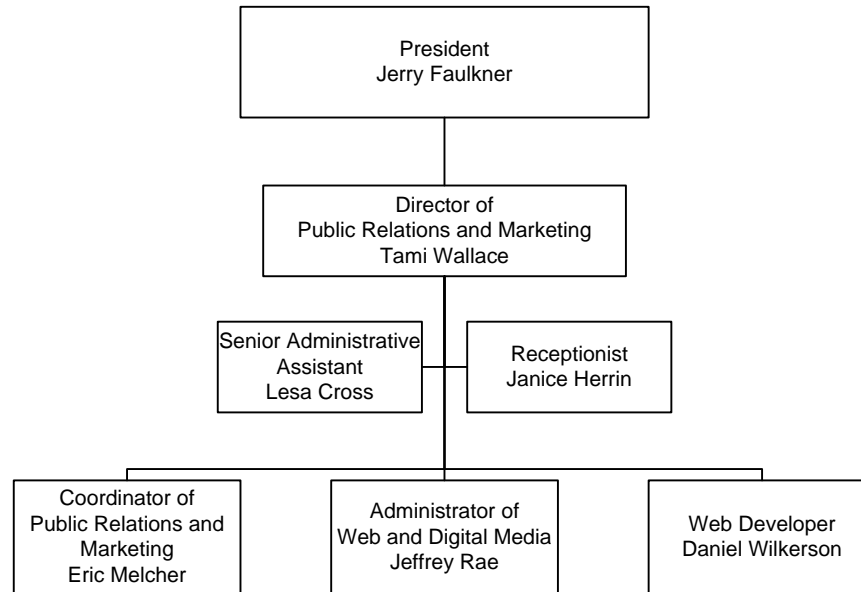 President
Jerry Faulkner
Director of
Public Relations and Marketing
Tami Wallace
Senior Administrative
Assistant
Lesa Cross
Receptionist
Janice Herrin
Coordinator of
Public Relations and
Marketing
Eric Melcher
Administrator of
Web and Digital Media
Jeffrey Rae
Web Developer
Daniel Wilkerson